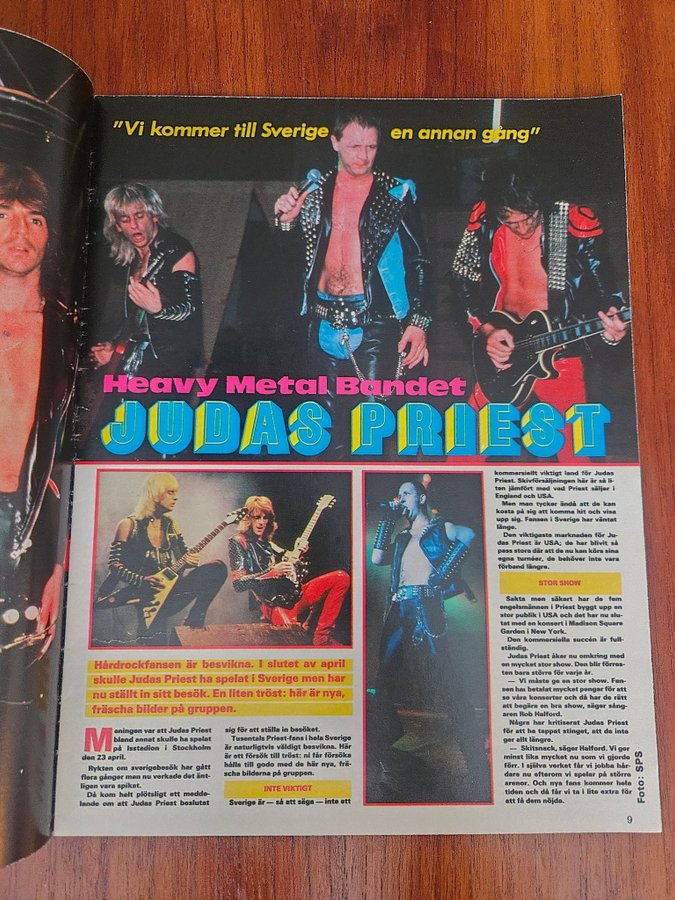 "Vi kommer till Sverige en annan gång"
Heavy Metal Bandet
JUDAS PRIEST
Hårdrockfansen är besvikna. I slutet av april
skulle Judas Priest ha spelat i Sverige men har
nu ställt in sitt besök. En liten tröst: här är nya,
fräscha bilder på gruppen.
Meningen var att Judas Priest
bland annat skulle ha spelat
på Isstadion i Stockholm
den 23 april.
Rykten om sverigebesök har gått
flera gånger men nu verkade det änt-
ligen vara spikat.
Då kom helt plötsligt ett medde-
lande om att Judas Priest beslutat
sig för att ställa in besöket.
Tusentals Priest-fans i hela Sverige
är naturligtvis väldigt besvikna. Här
är ett försök till tröst: ni får försöka
hålla till godo med de här nya, frä-
scha bilderna på gruppen.
INTE VIKTIGT
Sverige är — så att säga — inte ett
kommersiellt viktigt land för Judas
Priest. Skivförsäljningen här är så li-
ten jämfört med vad Priest säljer i
England och USA.
Men man tycker ändå att de kan
kosta på sig att komma hit och visa
upp sig. Fansen i Sverige har väntat
länge.
Den viktigaste marknaden för Ju-
das Priest är USA; de har blivit så
pass stora där att de nu kan köra sina
egna turnéer, de behöver inte vara
förband längre.
STOR SHOW
Sakta men säkert har de fem
engelsmännen i Priest byggt upp en
stor publik i USA och det har nu slu-
tat med en konsert i Madison Square
Garden i New York.
Den kommersiella succén är full-
ständig.
Judas Priest åker nu omkring med
en mycket stor show. Den blir förres-
ten bara större för varje år.
— Vi måste ge en stor show. Fan-
sen har betalat mycket pengar för att
se våra konserter och då har de rätt
att begära en bra show, säger sång-
aren Rob Halford.
Några har kritiserat Judas Priest
för att ha tappat stinget, att de inte
ger allt längre.
— Skitsnack, säger Halford. Vi ger
minst lika mycket nu som vi gjorde
förr. I själva verket får vi jobba hår-
dare nu eftersom vi spelar på större
arenor. Och nya fans kommer hela
tiden och då får vi ta i lite extra för
att få dem nöjda.
Foto: SPS
9